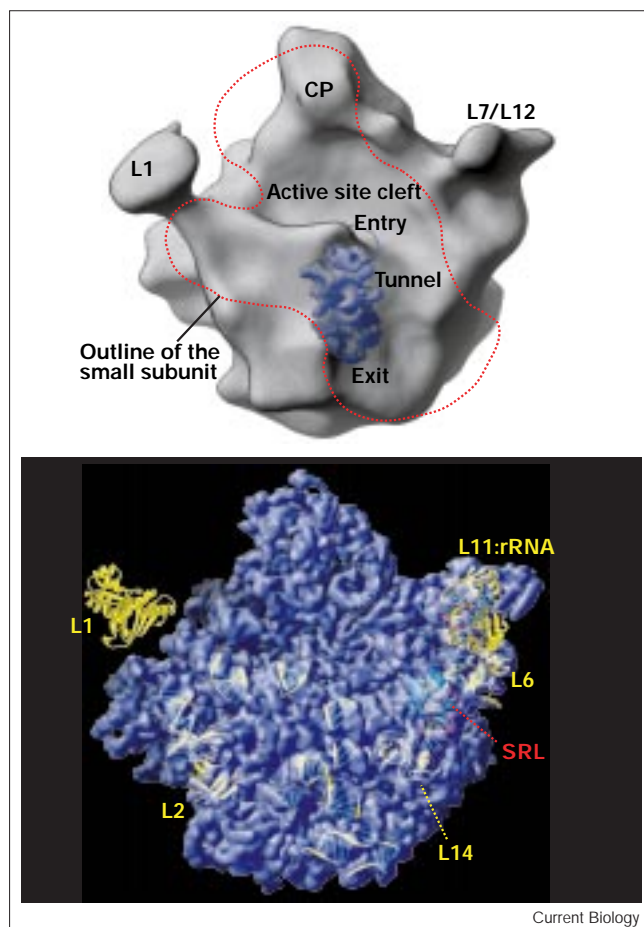 CP
L7/L12
L1
Active site cleft
Entry
Tunnel
Outline of the
small subunit
Exit
L11:rRNA
L1
L6
SRL
L2
L14
Current Biology